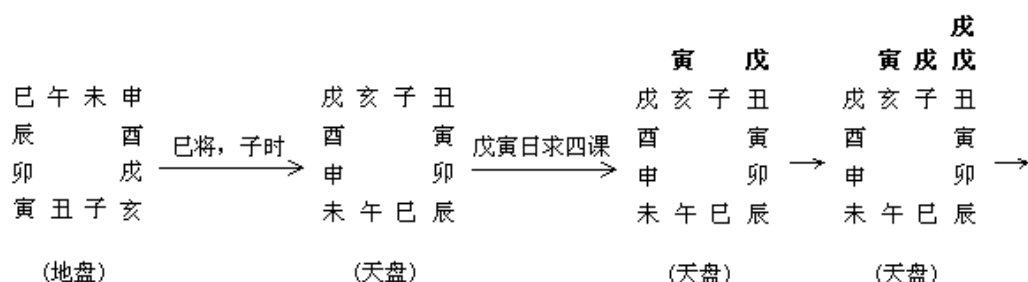 戌
寅 戊
寅 戌 戊
巳 午 未 申
戌 亥 子 丑
戌 亥 子 丑
戌 亥 子 丑
辰 酉
巳将，子时
酉 寅
戊寅日求四课
酉 寅
酉 寅
卯 戌
申 卯
申 卯
申 卯
寅 丑 子 亥
未 午 巳 辰
未 午 巳 辰
未 午 巳 辰
(地盘)
(天盘)
(天盘)
(天盘)